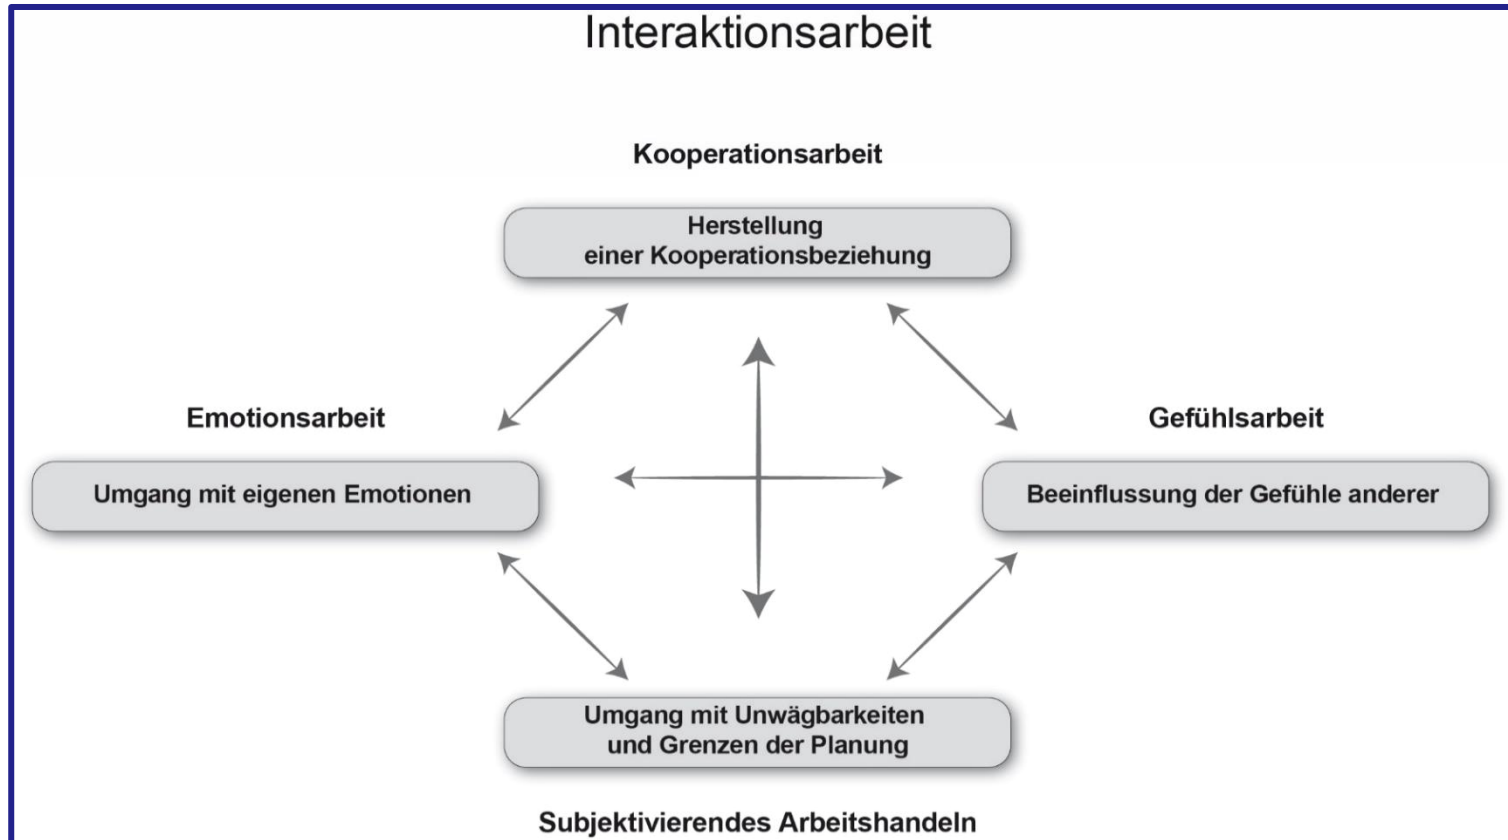 Interaktionsarbeit
Kooperationsarbeit
Herstellung
einer Kooperationsbeziehung
Emotionsarbeit
Umgang mit eigenen Emotionen
Gefühlsarbeit
Beeinflussung der Gefühle anderer
Umgang mit Unwägbarkeiten
und Grenzen der Planung
Subjektivierendes Arbeitshandeln